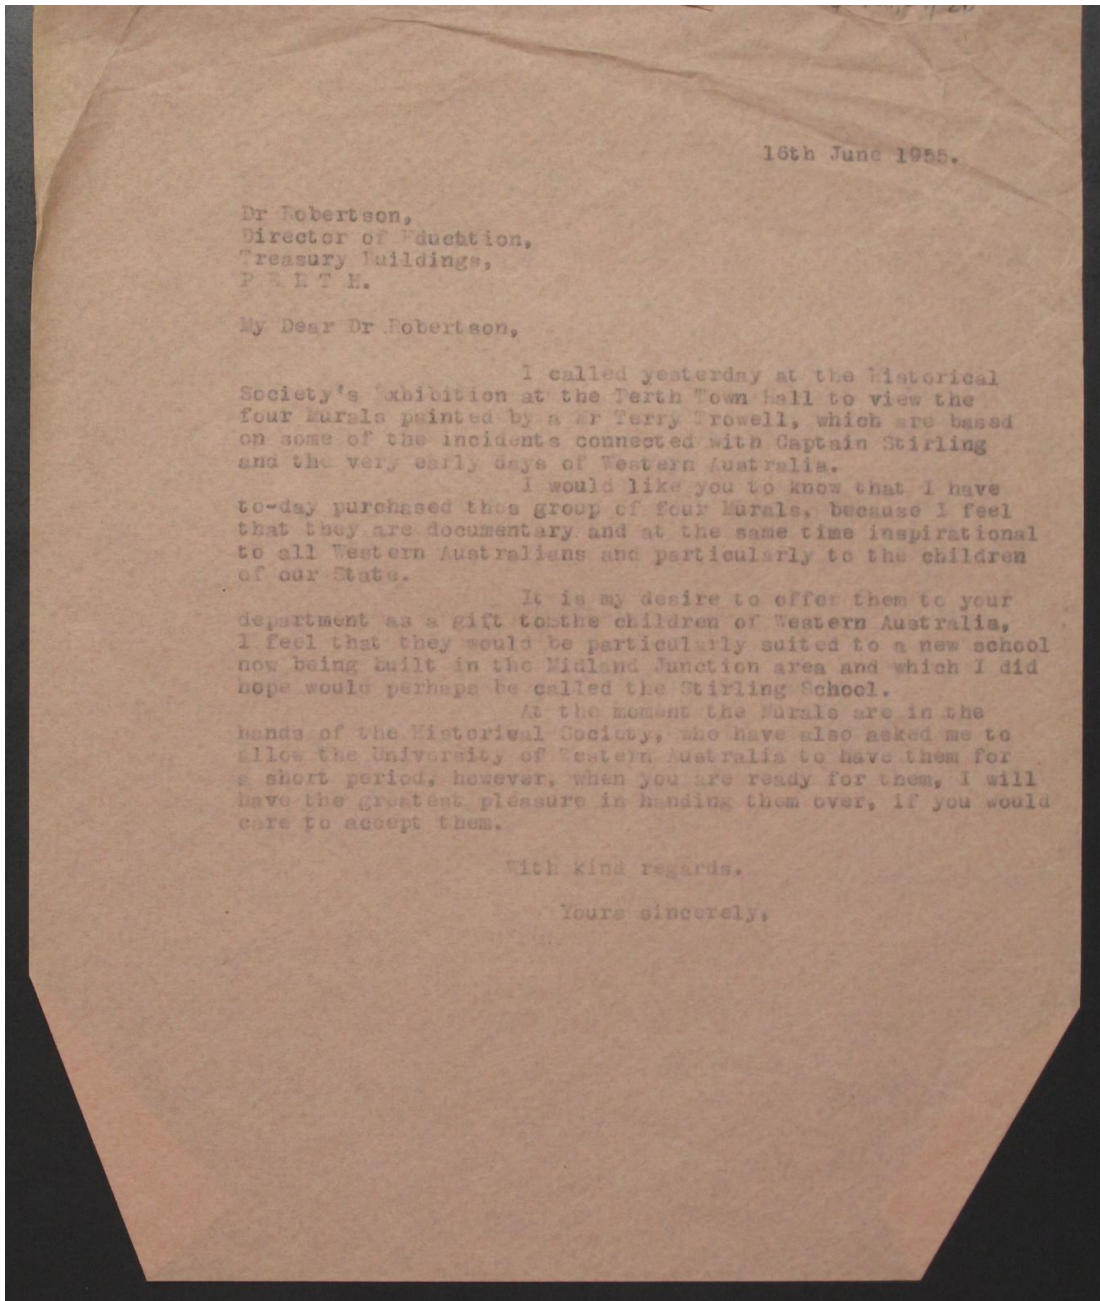 16th June 1955.
Dr Robertson,
Director of Education,
Treasury Buildings,
P E R T H.
My Dear Dr Robertson,
I called yesterday at the Historical
Society's Exhibition at the Perth Town Hall to view the
four Murals painted by a Mr Terry Trowell, which are based
on some of the incidents connected with Captain Stirling
and the very early days of Western Australia.
I would like you to know that I have
to-day purchased this group of four Murals, because I feel
that they are documentary and at the same time inspirational
to all Western Australians and particularly to the children
of our State.
It is my desire to offer them to your
department as a gift to the children of Western Australia,
I feel that they would be particularly suited to a new school
now being built in the Midland Junction area and which I did
hope would perhaps be called the Stirling School.
At the moment the Murals are in the
hands of the Historical Society, who have also asked me to
allow the University of Western Australia to have them for
a short period, however, when you are ready for them, I will
have the greatest pleasure in handing them over, if you would
care to accept them.
With kind regards.
Yours sincerely,